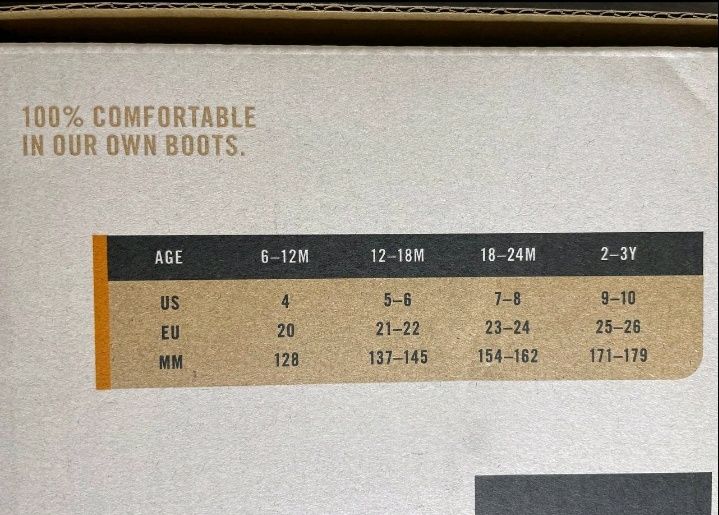 100% COMFORTABLE
IN OUR OWN BOOTS.
AGE 6–12M 12–18M 18–24M 2–3Y
US 4 5–6 7–8 9–10
EU 20 21–22 23–24 25–26
MM 128 137–145 154–162 171–179